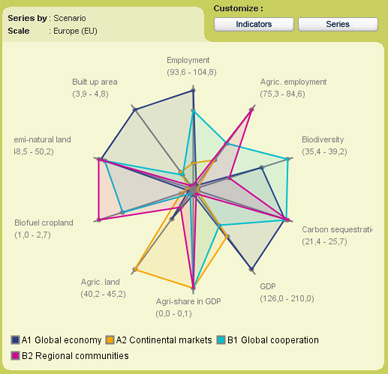 Customize :
Series by : Scenario
Scale : Europe (EU)
Indicators
Series
Employment
(93,6 - 104,8)
Built up area
(3,9 - 4,8)
Agric. employment
(75,3 - 84,6)
emi-natural land
(48,5 - 50,2)
Biodiversity
(35,4 - 39,2)
Biofuel cropland
(1,0 - 2,7)
Carbon sequestratio
(21,4 - 25,7)
Agric. land
(40,2 - 45,2)
GDP
(126,0 - 210,0)
Agri-share in GDP
(0,0 - 0,1)
A1 Global economy
A2 Continental markets
B1 Global cooperation
B2 Regional communities